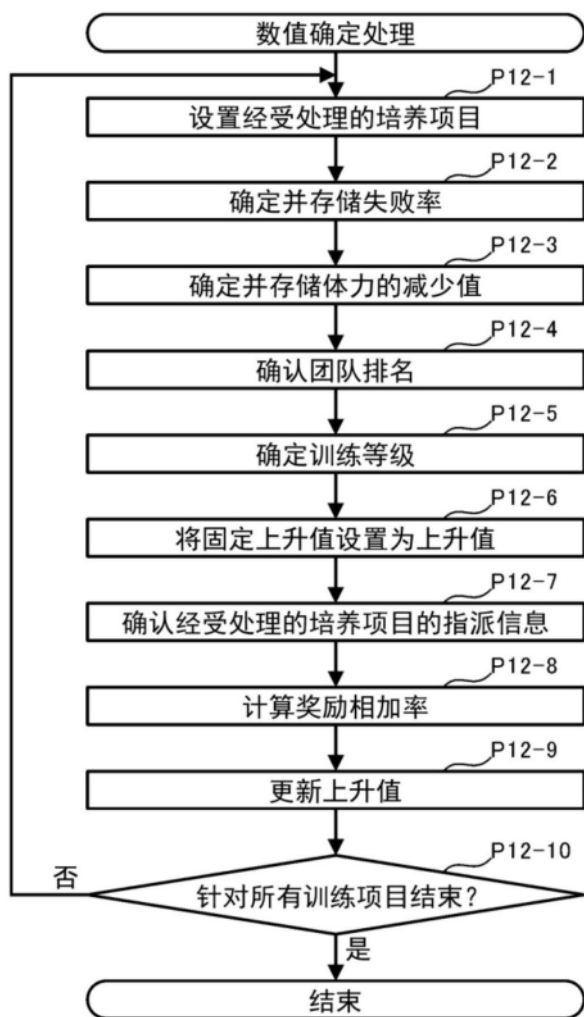 数值确定处理
P12-1
设置经受处理的培养项目
P12-2
确定并存储失败率
P12-3
确定并存储体力的减少值
P12-4
确认团队排名
P12-5
确定训练等级
P12-6
将固定上升值设置为上升值
P12-7
确认经受处理的培养项目的指派信息
P12-8
计算奖励相加率
P12-9
更新上升值
P12-10
否
针对所有训练项目结束?
是
结束